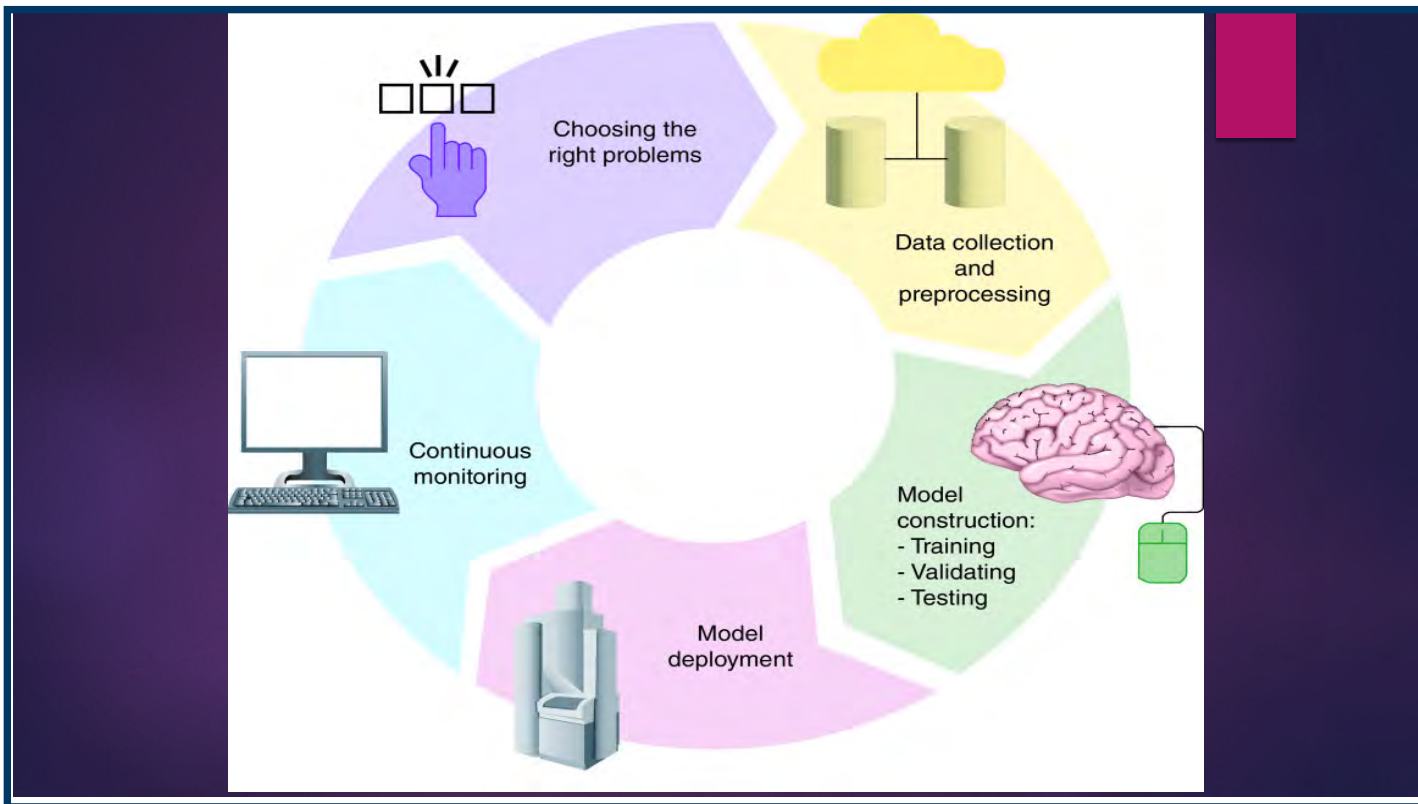 Choosing the
right problems
Data collection
and
preprocessing
Model
construction:
- Training
- Validating
- Testing
Model
deployment
Continuous
monitoring